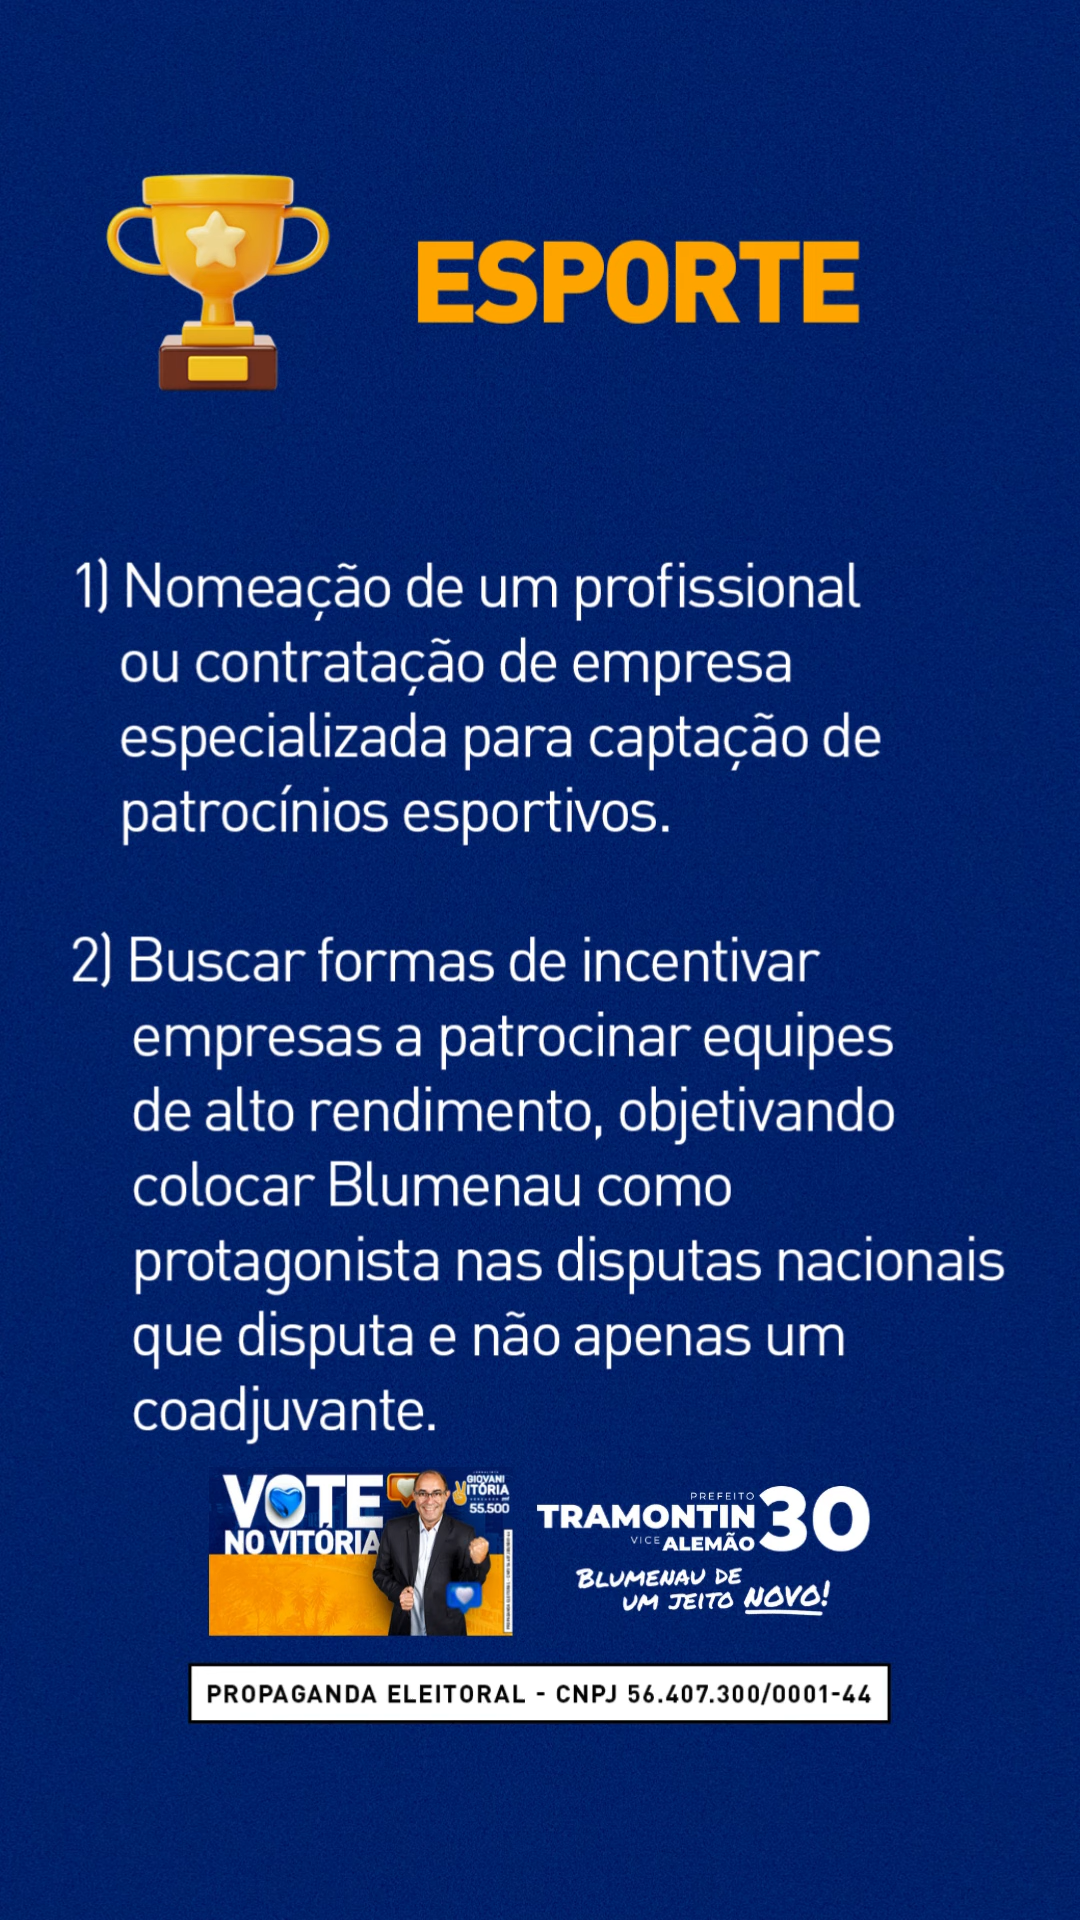 ESPORTE
1) Nomeação de um profissional
ou contratação de empresa
especializada para captação de
patrocínios esportivos.
2) Buscar formas de incentivar
empresas a patrocinar equipes
de alto rendimento, objetivando
colocar Blumenau como
protagonista nas disputas nacionais
que disputa e não apenas um
coadjuvante.
VOTE
NO VITÓRIA
GIOVANI
VITÓRIA
55.500
PREFEITO
TRAMONTIN 30
VICE ALEMÃO
BLUMENAU DE
UM JEITO NOVO!
PROPAGANDA ELEITORAL - CNPJ 56.407.300/0001-44